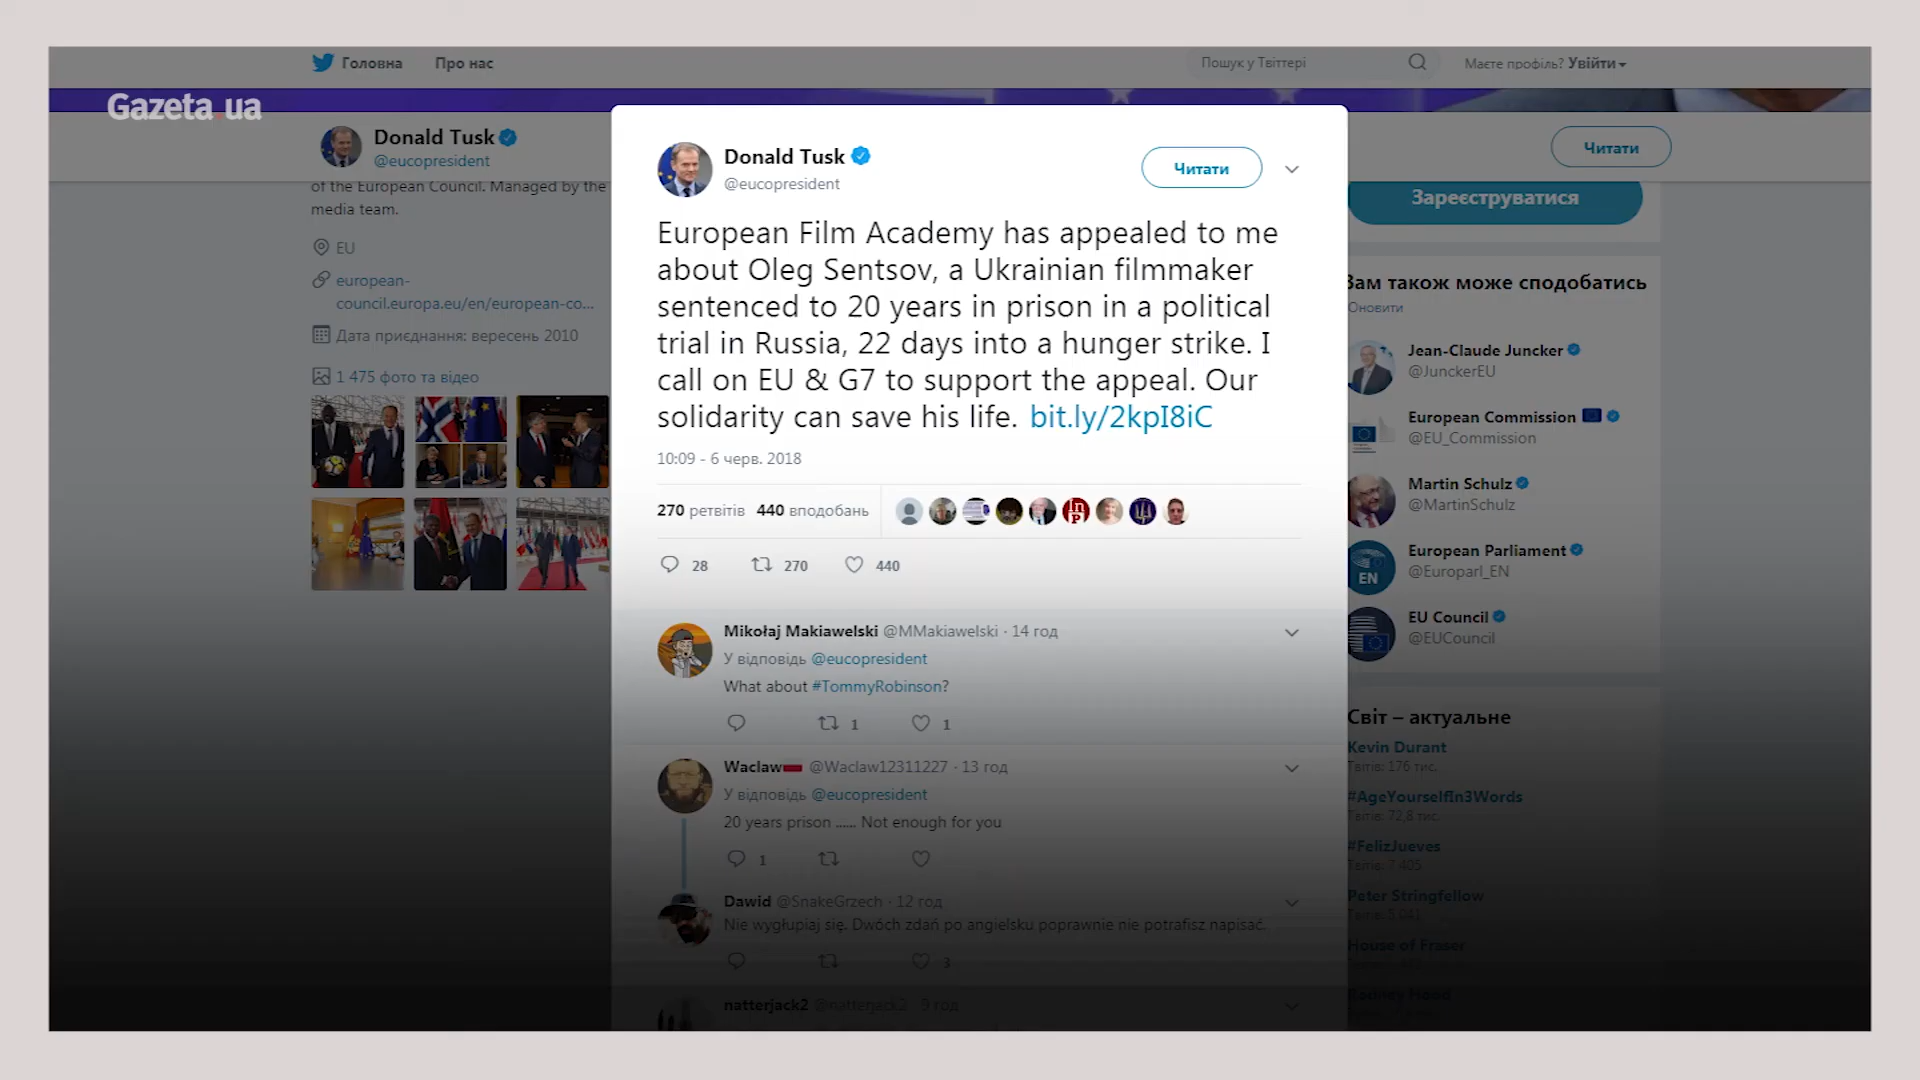 Головна
Про нас
Пошук у Твіттері
Маєте профіль? Увійти
Gazeta.ua
Donald Tusk
@eucopresident
Читати
of the European Council. Managed by the
media team.
EU
european-
council.europa.eu/en/european-co...
Дата приєднання: вересень 2010
1 475 фото та відео
Donald Tusk
@eucopresident
Читати
European Film Academy has appealed to me
about Oleg Sentsov, a Ukrainian filmmaker
sentenced to 20 years in prison in a political
trial in Russia, 22 days into a hunger strike. I
call on EU & G7 to support the appeal. Our
solidarity can save his life. bit.ly/2kpI8iC
10:09 - 6 черв. 2018
270 ретвітів 440 вподобань
28 270 440
Mikołaj Makiawelski @MMakiawelski · 14 год
У відповідь @eucopresident
What about #TommyRobinson?
1 1
Waclaw @Waclaw12311227 · 13 год
У відповідь @eucopresident
20 years prison ...... Not enough for you
1
Dawid @SnakeGrzech · 12 год
Nie wygłupiaj się. Dwóch zdań po angielsku poprawnie nie potrafisz napisać.
3
natterjack2 @natterjack2 · 9 год
Зареєструватися
Вам також може сподобатись
Оновити
Jean-Claude Juncker
@JunckerEU
European Commission
@EU_Commission
Martin Schulz
@MartinSchulz
European Parliament
@Europarl_EN
EN
EU Council
@EUCouncil
Світ – актуальне
Kevin Durant
Твітів: 176 тис.
#AgeYourselfIn3Words
Твітів: 72,8 тис.
#FelizJueves
Твітів: 7 405
Peter Stringfellow
Твітів: 5 041
House of Fraser
Rodney Hood